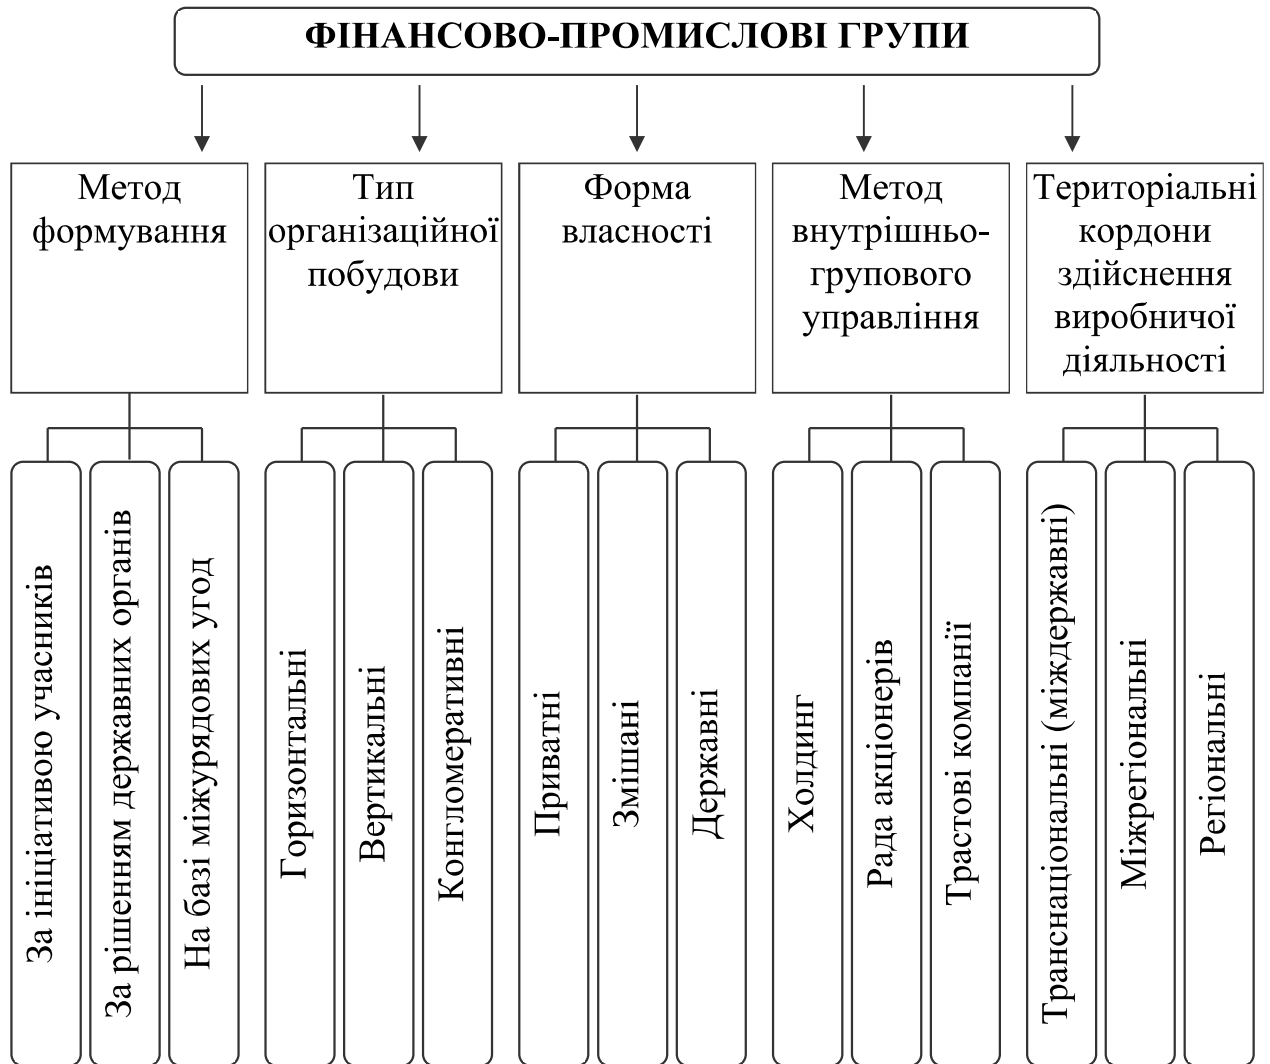 ФІНАНСОВО-ПРОМИСЛОВІ ГРУПИ
Метод
формування
Тип
організаційної
побудови
Форма
власності
Метод
внутрішньо-
групового
управління
Територіальні
кордони
здійснення
виробничої
діяльності
За ініціативою учасників
За рішенням державних органів
На базі міжурядових угод
Горизонтальні
Вертикальні
Конгломеративні
Приватні
Змішані
Державні
Холдинг
Рада акціонерів
Трастові компанії
Транснаціональні (міждержавні)
Міжрегіональні
Регіональні